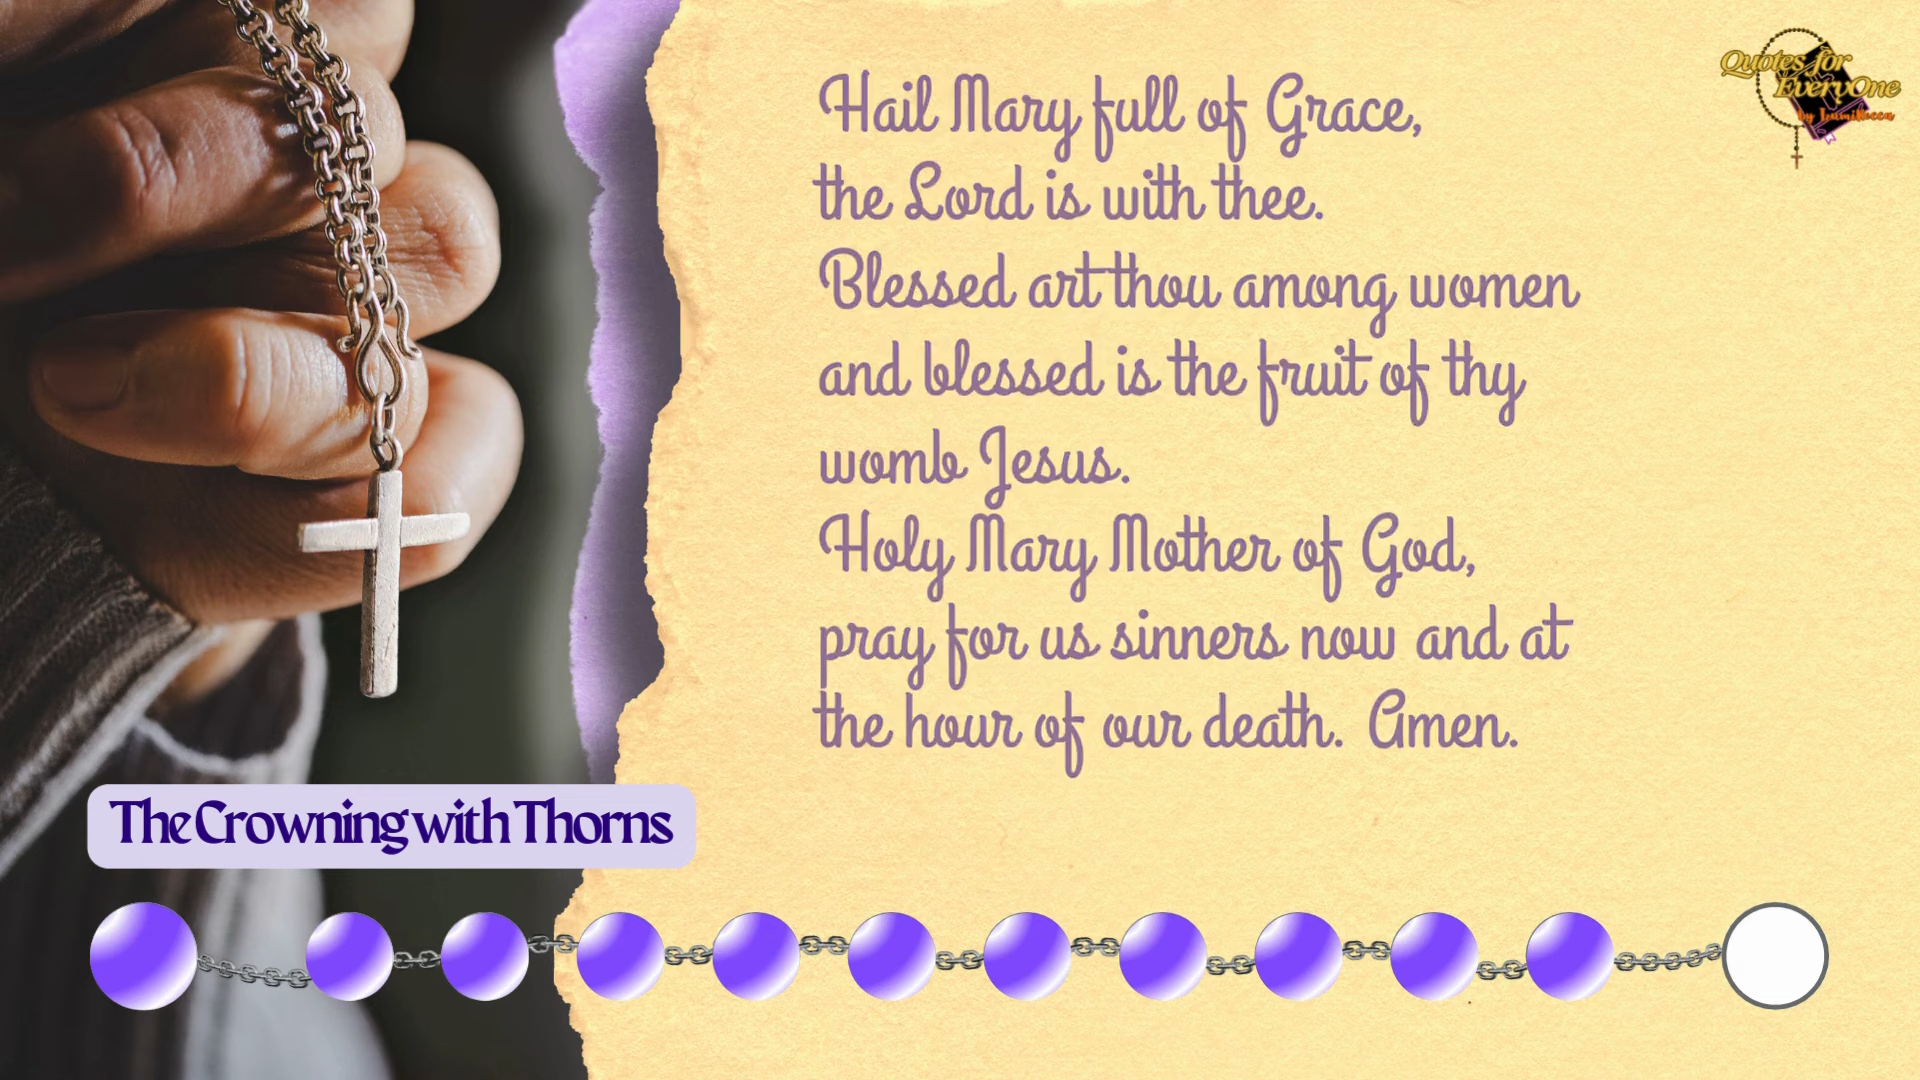 Hail Mary full of Grace,
the Lord is with thee.
Blessed art thou among women
and blessed is the fruit of thy
womb Jesus.
Holy Mary Mother of God,
pray for us sinners now and at
the hour of our death. Amen.
The Crowning with Thorns
Quotes for
EveryOne